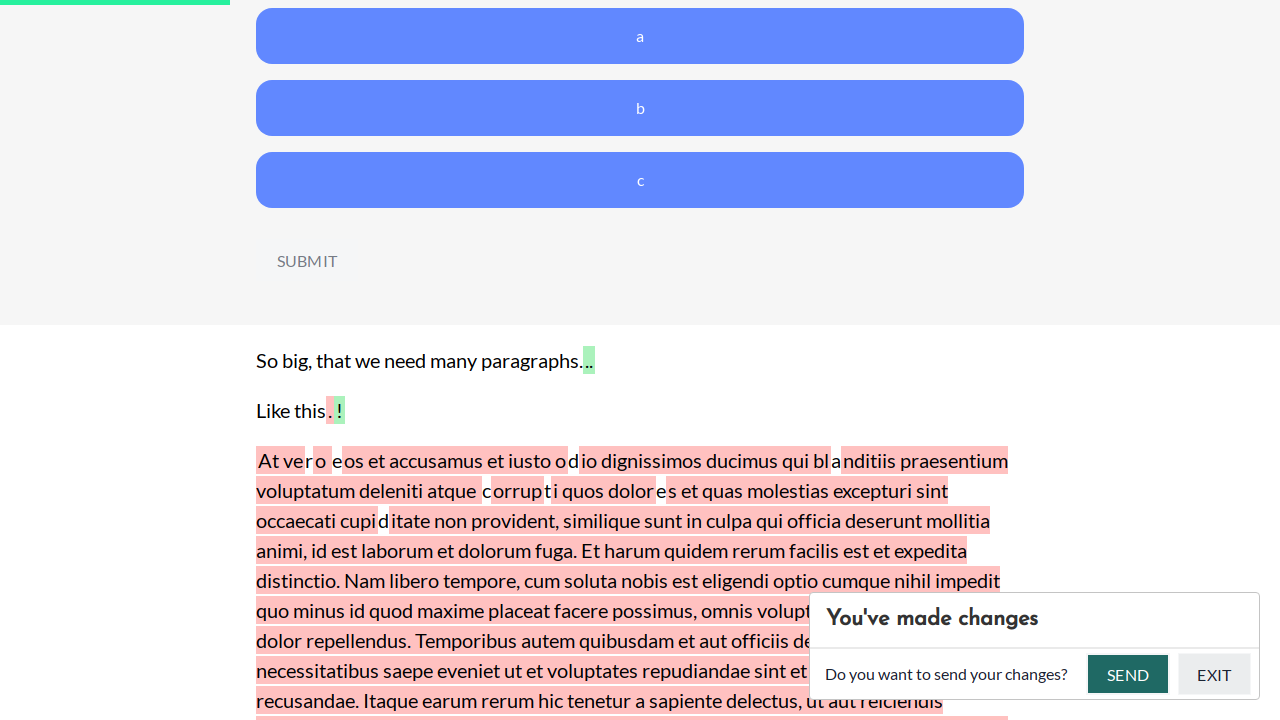 a
b
c
SUBMIT
So big, that we need many paragraphs...
Like this.!
At vero eos et accusamus et iusto odio dignissimos ducimus qui blanditiis praesentium
voluptatum deleniti atque corrupti quos dolores et quas molestias excepturi sint
occaecati cupiditate non provident, similique sunt in culpa qui officia deserunt mollitia
animi, id est laborum et dolorum fuga. Et harum quidem rerum facilis est et expedita
distinctio. Nam libero tempore, cum soluta nobis est eligendi optio cumque nihil impedit
quo minus id quod maxime placeat facere possimus, omnis volupt
dolor repellendus. Temporibus autem quibusdam et aut officiis de
necessitatibus saepe eveniet ut et voluptates repudiandae sint et
recusandae. Itaque earum rerum hic tenetur a sapiente delectus, ut aut reiciendis
You've made changes
Do you want to send your changes?
SEND
EXIT